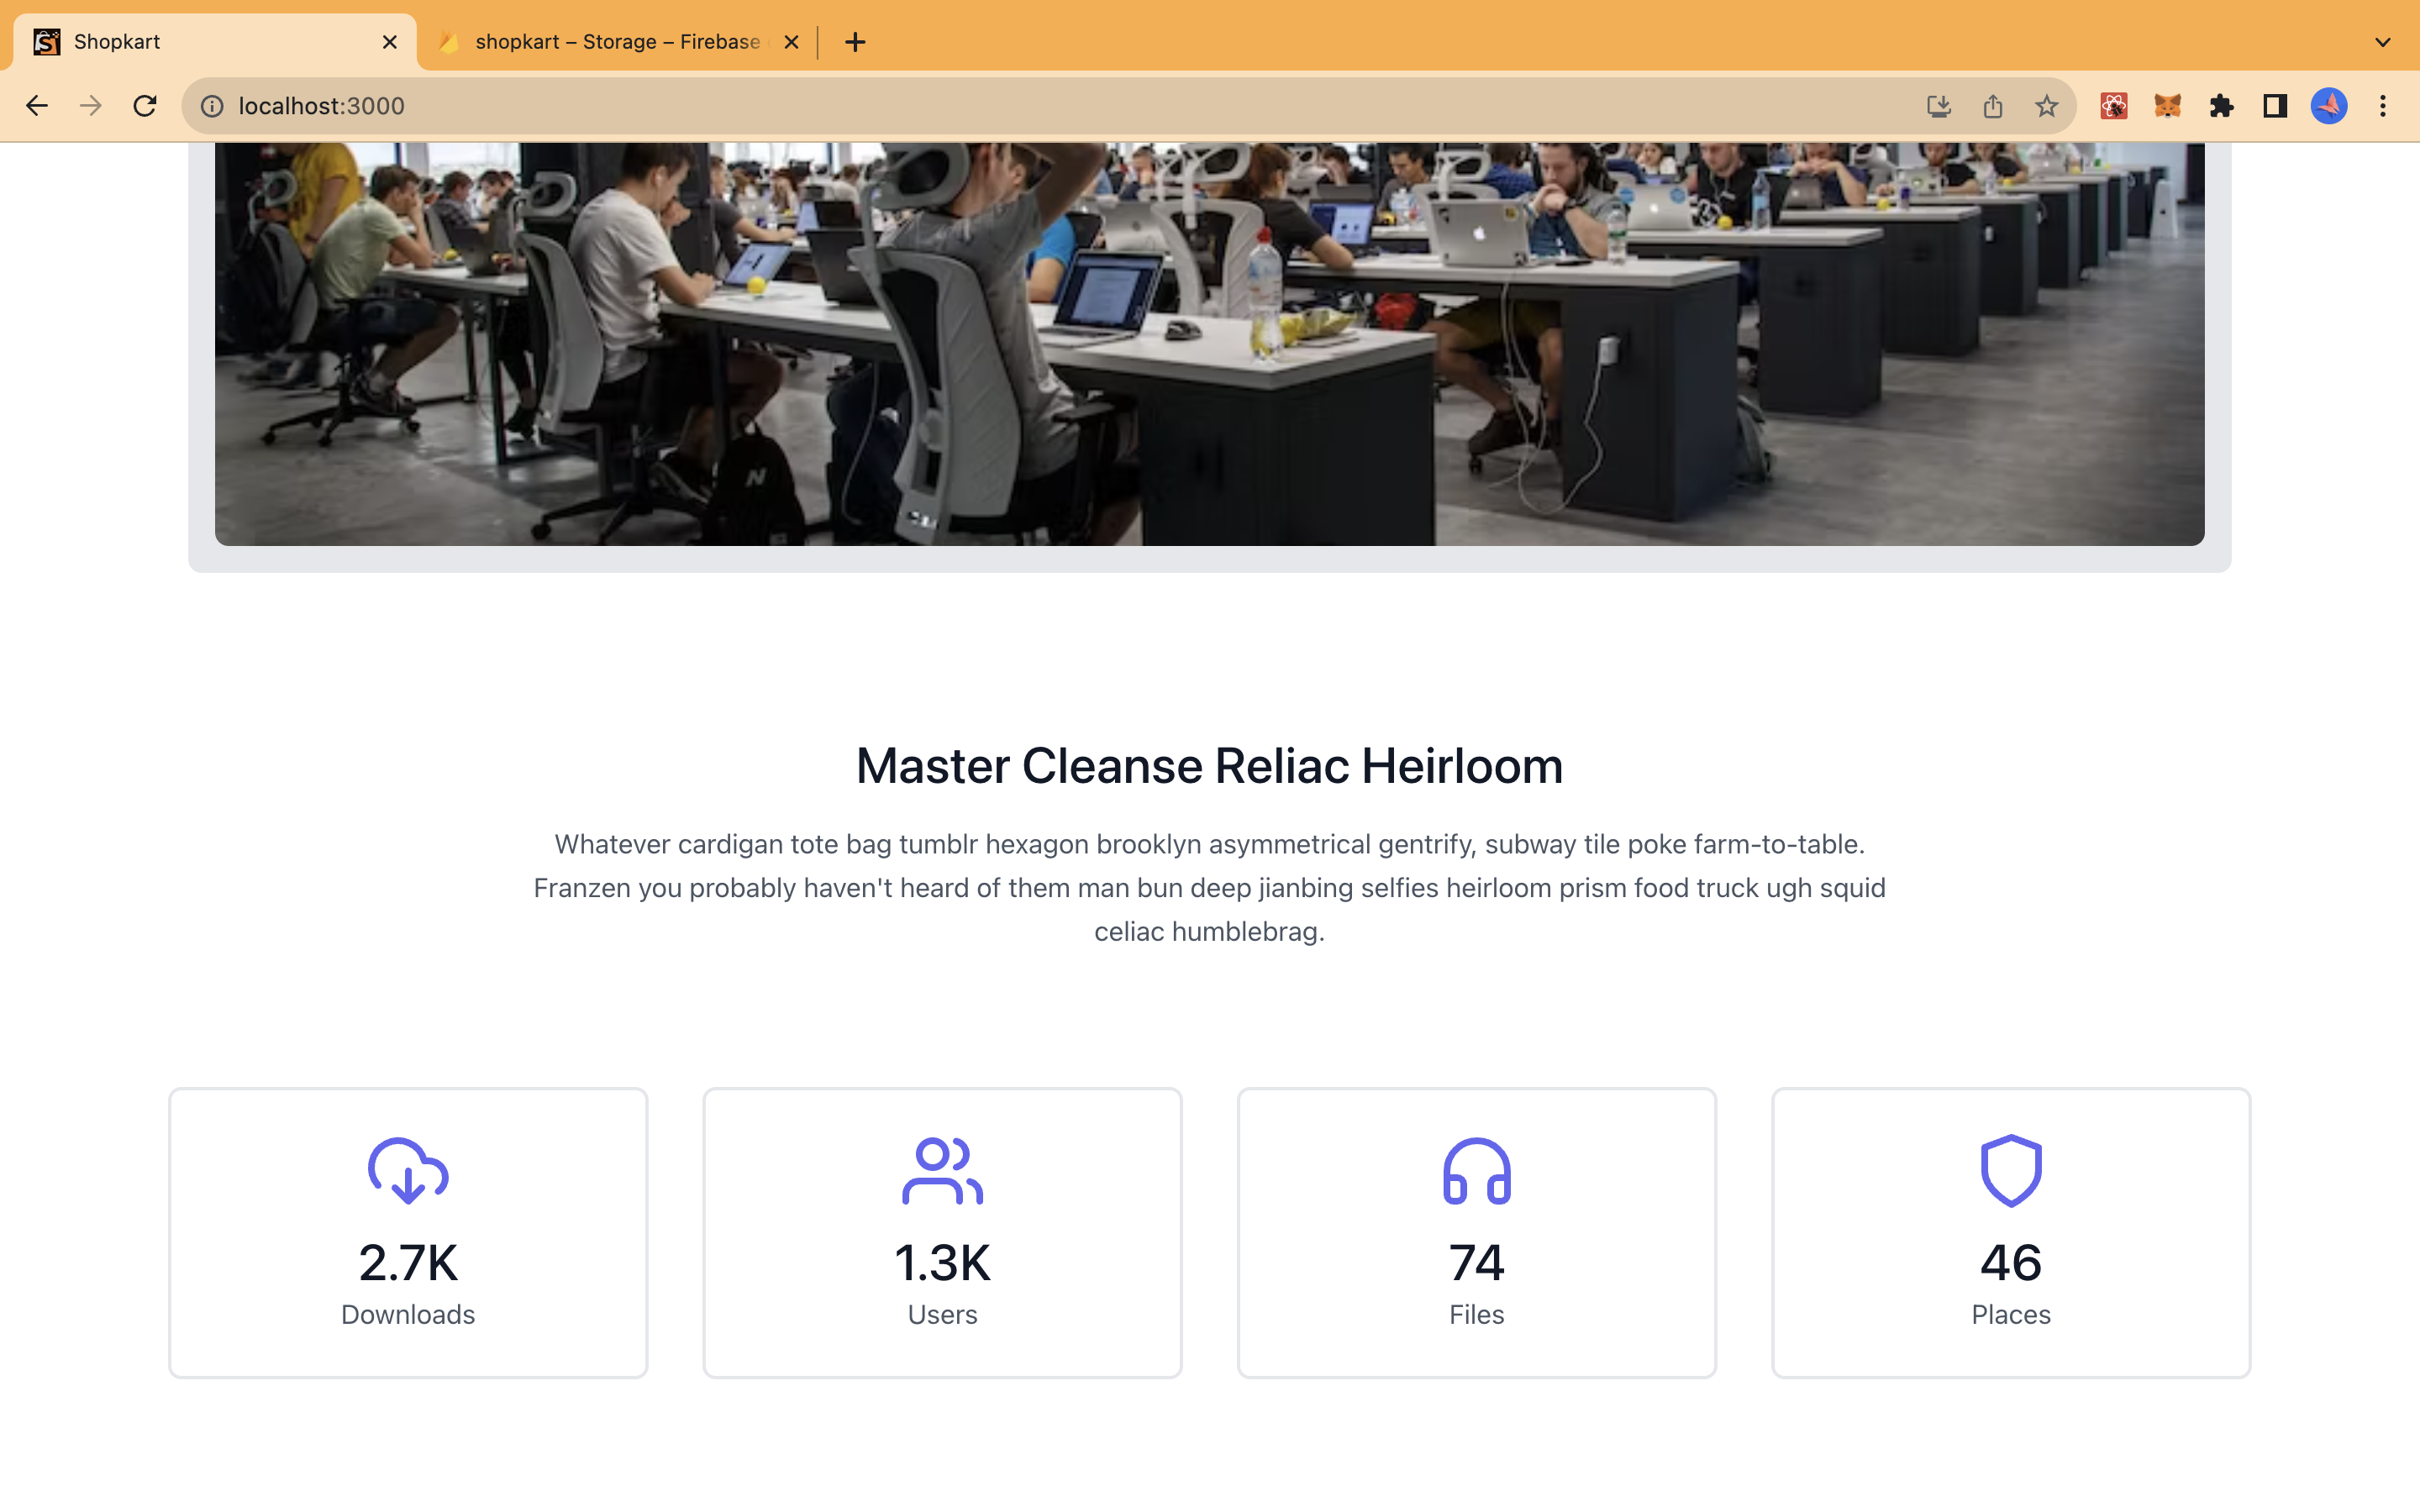 Shopkart
shopkart – Storage – Firebase
localhost:3000
N
Master Cleanse Reliac Heirloom
Whatever cardigan tote bag tumblr hexagon brooklyn asymmetrical gentrify, subway tile poke farm-to-table.
Franzen you probably haven't heard of them man bun deep jianbing selfies heirloom prism food truck ugh squid
celiac humblebrag.
2.7K
Downloads
1.3K
Users
74
Files
46
Places